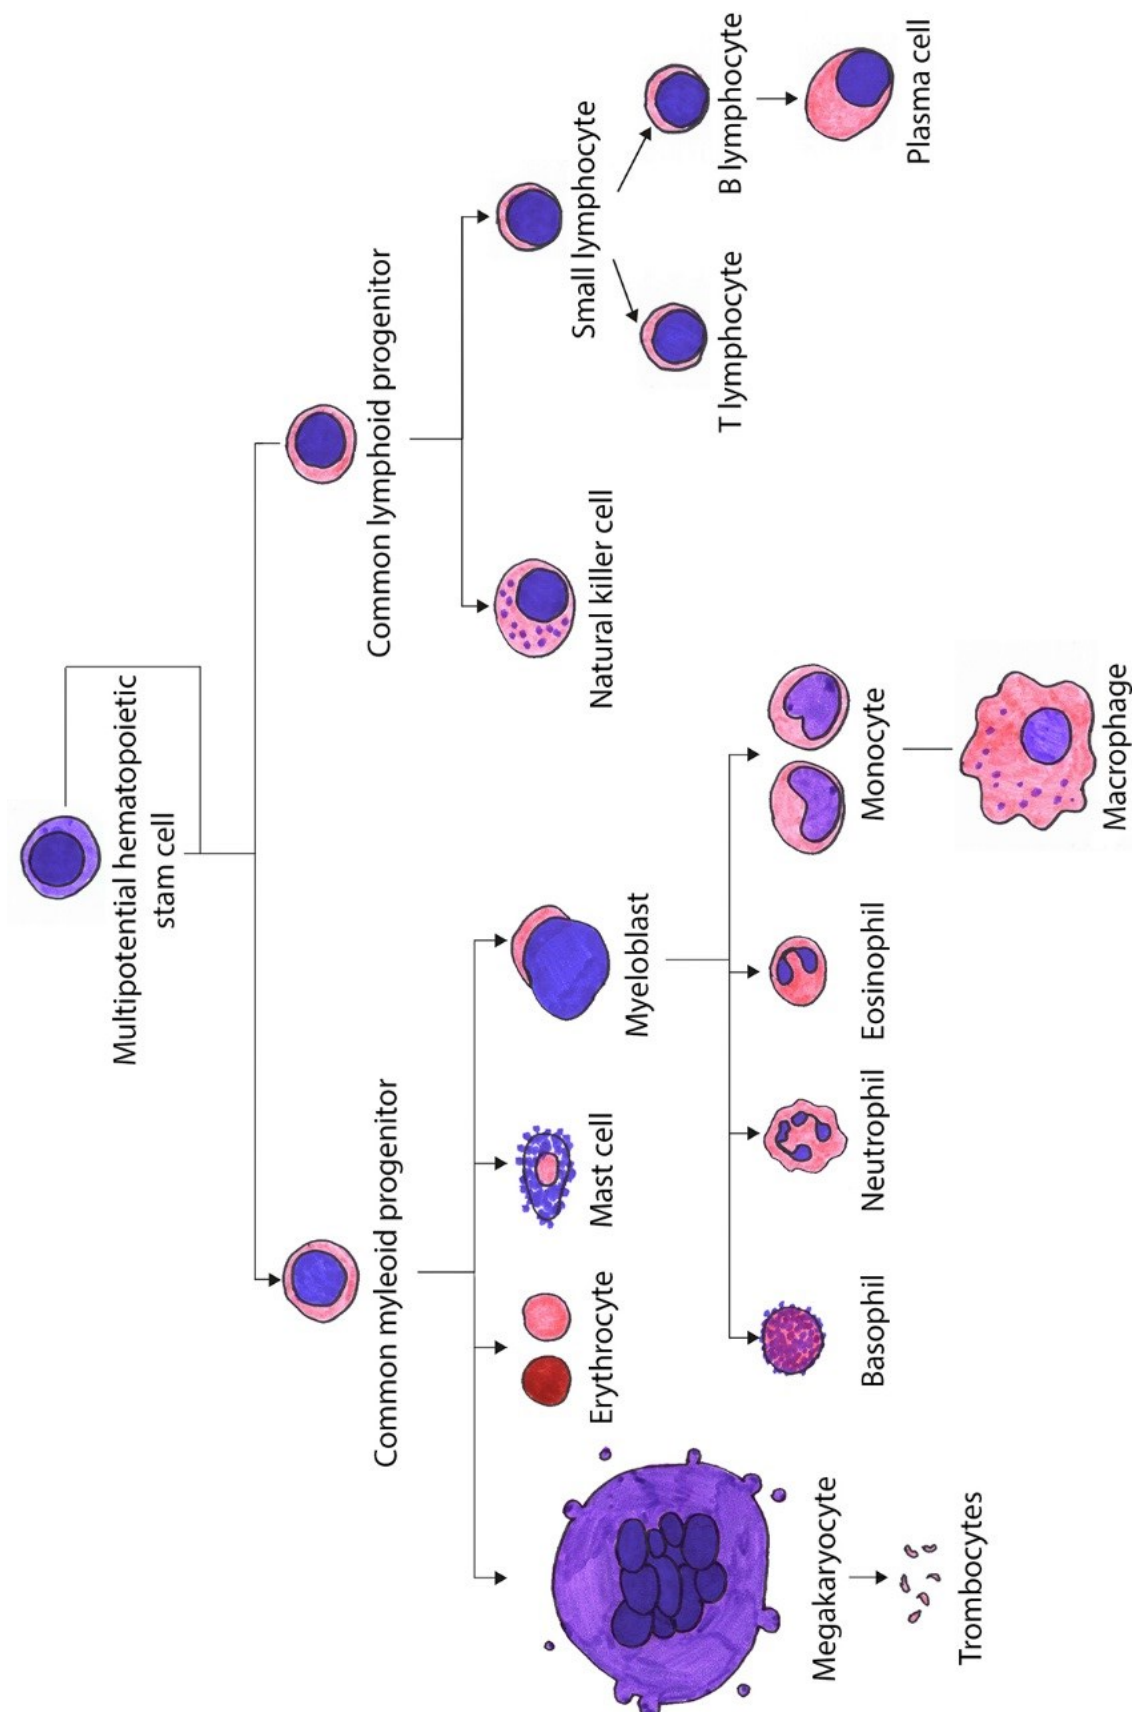 Multipotential hematopoietic
stam cell
Common myleoid progenitor
Common lymphoid progenitor
Megakaryocyte
Erythrocyte
Mast cell
Myeloblast
Natural killer cell
Small lymphocyte
T lymphocyte
B lymphocyte
Plasma cell
Trombocytes
Basophil
Neutrophil
Eosinophil
Monocyte
Macrophage